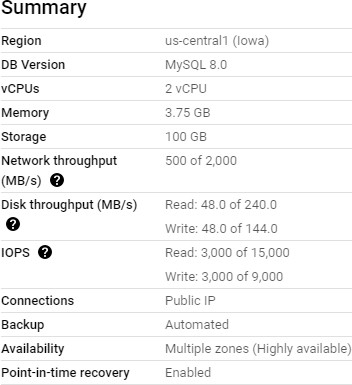 Summary
Region us-central1 (Iowa)
DB Version MySQL 8.0
vCPUs 2 vCPU
Memory 3.75 GB
Storage 100 GB
Network throughput 500 of 2,000
(MB/s) ?
Disk throughput (MB/s) Read: 48.0 of 240.0
? Write: 48.0 of 144.0
IOPS ? Read: 3,000 of 15,000
Write: 3,000 of 9,000
Connections Public IP
Backup Automated
Availability Multiple zones (Highly available)
Point-in-time recovery Enabled